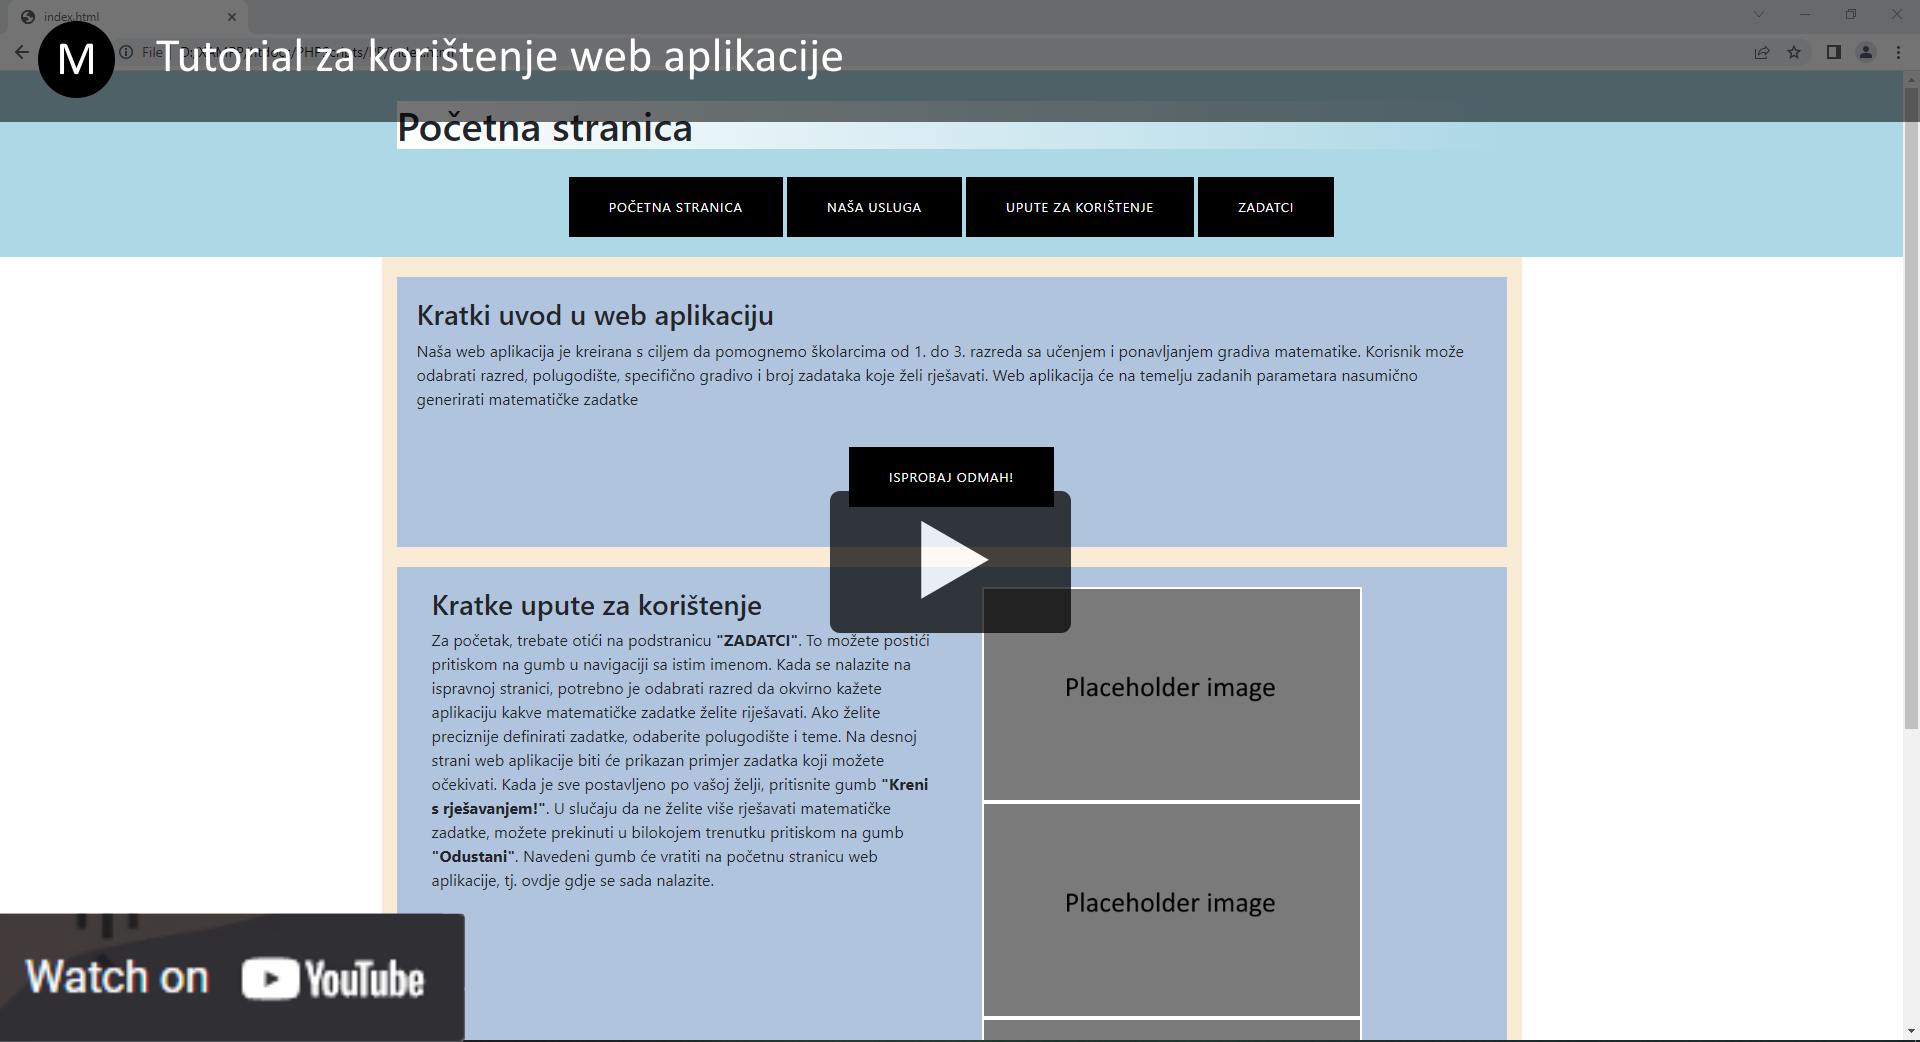 index.html
M
Tutorial za korištenje web aplikacije
File
Početna stranica
POČETNA STRANICA
NAŠA USLUGA
UPUTE ZA KORIŠTENJE
ZADATCI
Kratki uvod u web aplikaciju
Naša web aplikacija je kreirana s ciljem da pomognemo školarcima od 1. do 3. razreda sa učenjem i ponavljanjem gradiva matematike. Korisnik može
odabrati razred, polugodište, specifično gradivo i broj zadataka koje želi rješavati. Web aplikacija će na temelju zadanih parametara nasumično
generirati matematičke zadatke
ISPROBAJ ODMAH!
Kratke upute za korištenje
Za početak, trebate otići na podstranicu "ZADATCI". To možete postići
pritiskom na gumb u navigaciji sa istim imenom. Kada se nalazite na
ispravnoj stranici, potrebno je odabrati razred da okvirno kažete
aplikaciju kakve matematičke zadatke želite riješavati. Ako želite
preciznije definirati zadatke, odaberite polugodište i teme. Na desnoj
strani web aplikacije biti će prikazan primjer zadatka koji možete
očekivati. Kada je sve postavljeno po vašoj želji, pritisnite gumb "Kreni
s rješavanjem!". U slučaju da ne želite više rješavati matematičke
zadatke, možete prekinuti u bilokojem trenutku pritiskom na gumb
"Odustani". Navedeni gumb će vratiti na početnu stranicu web
aplikacije, tj. ovdje gdje se sada nalazite.
Placeholder image
Placeholder image
Watch on YouTube